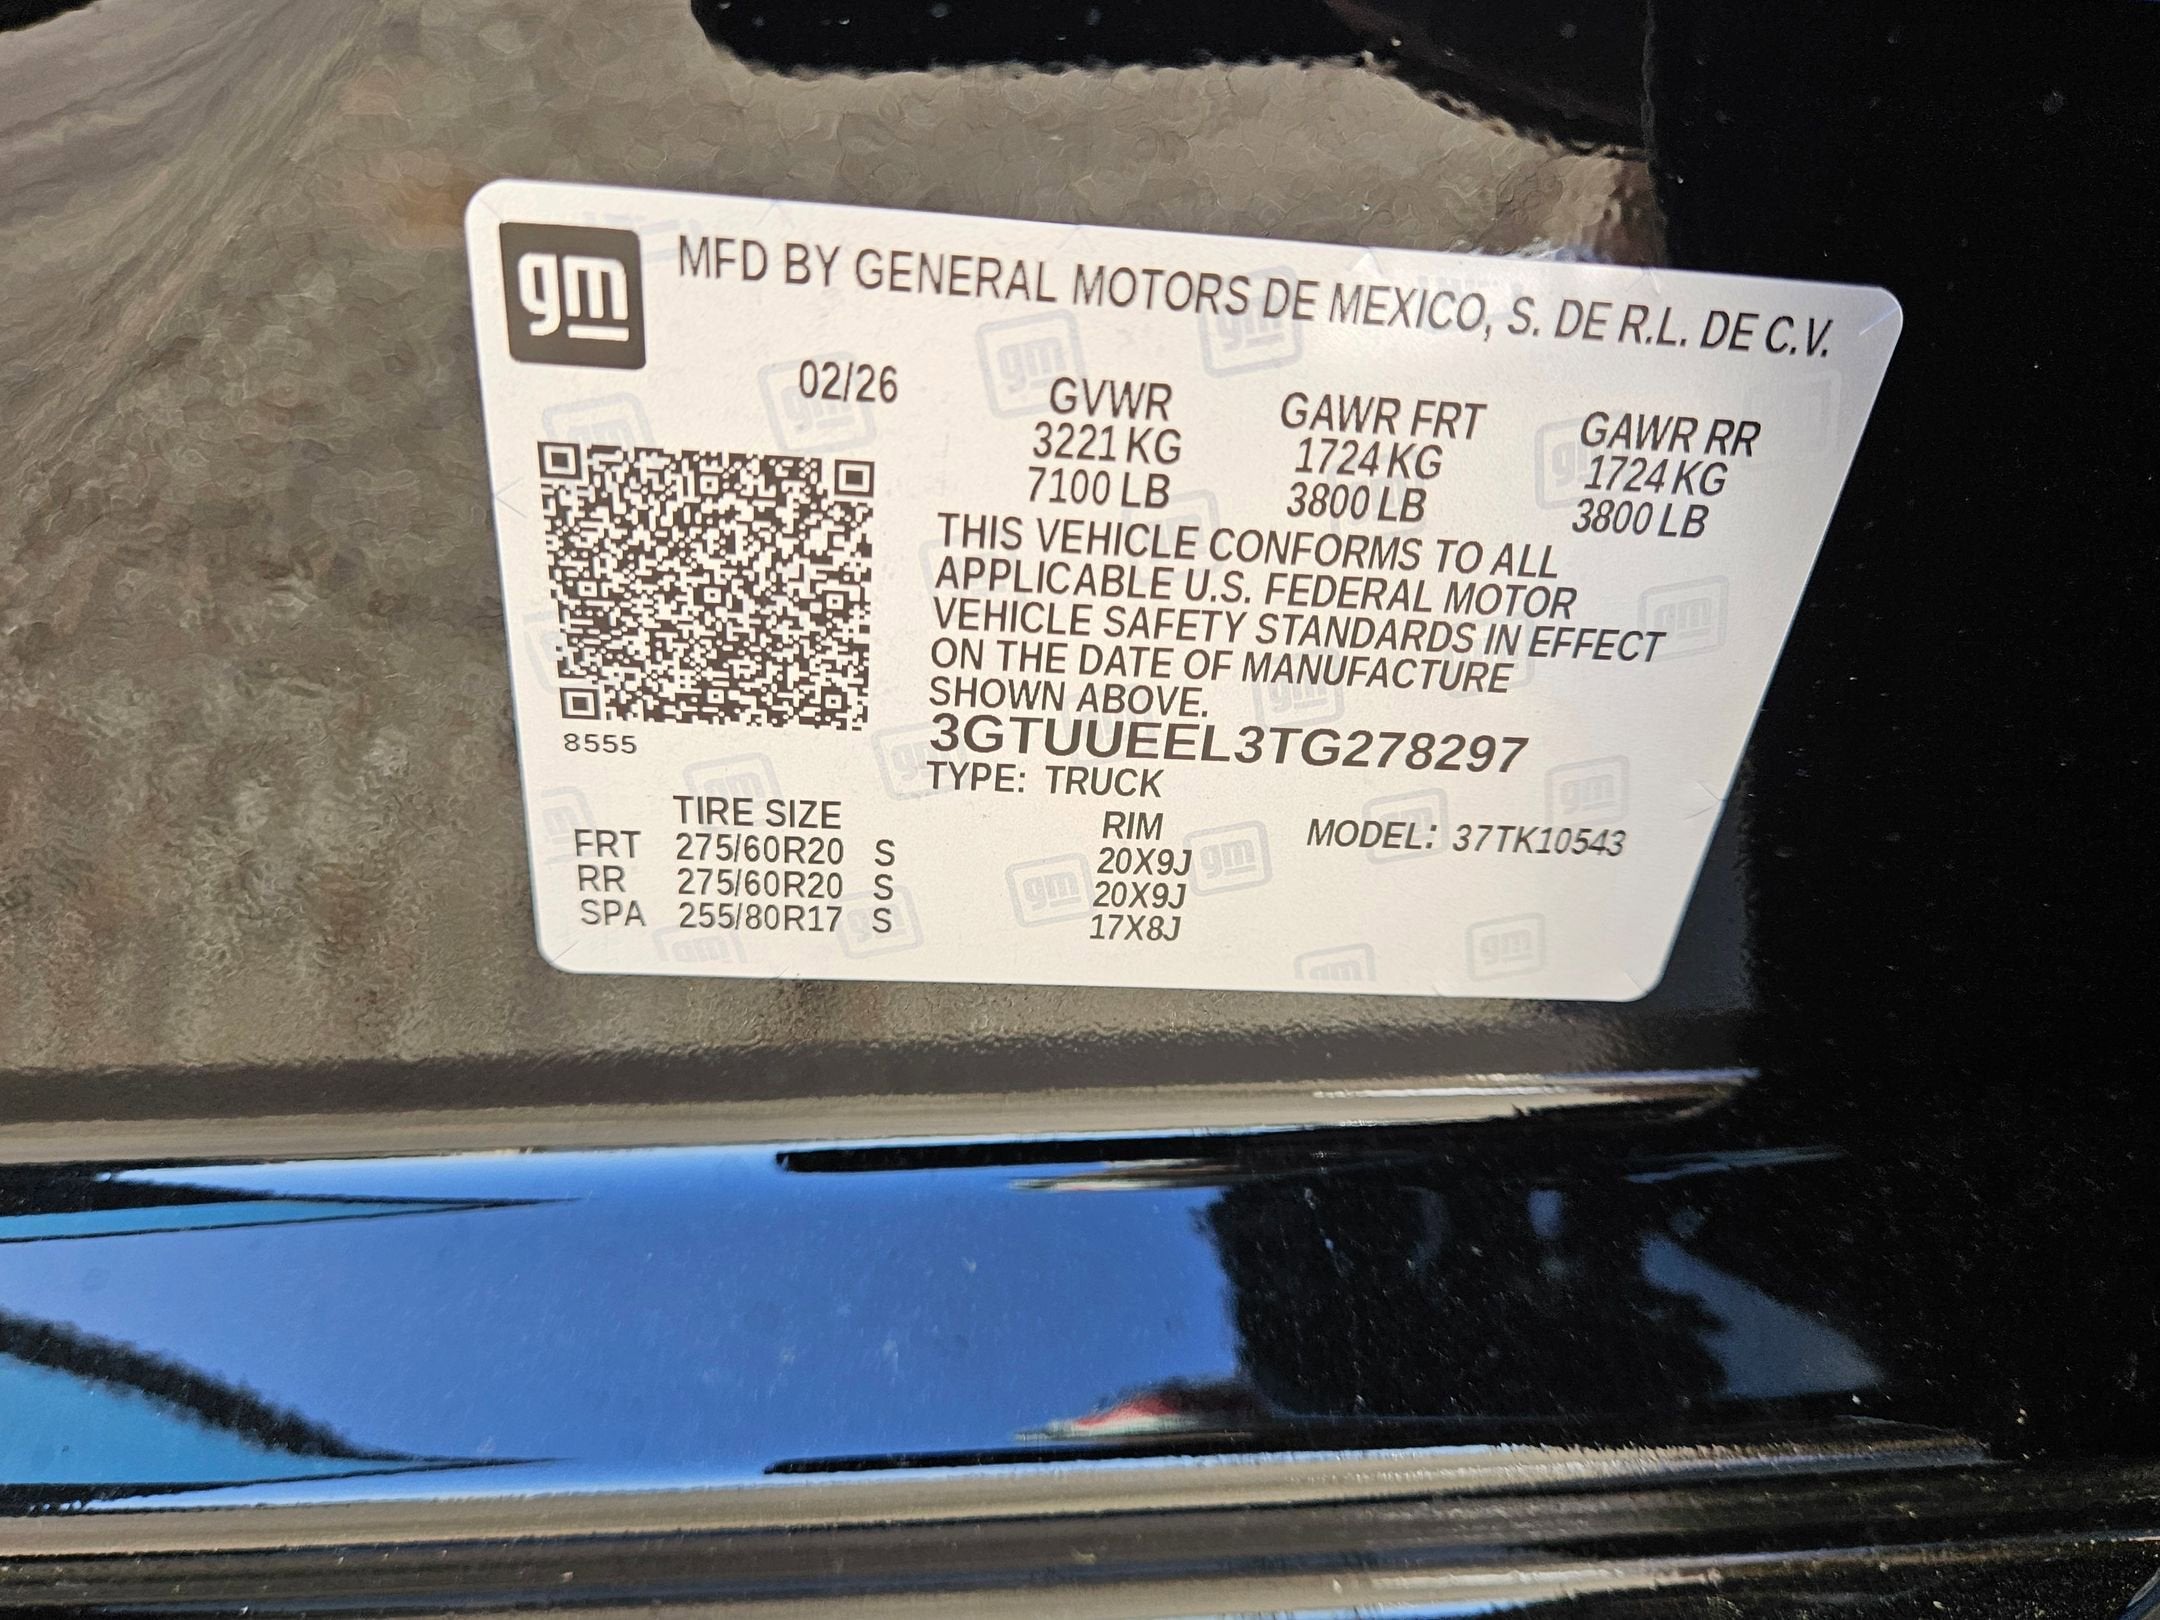 gm
MFD BY GENERAL MOTORS DE MEXICO, S. DE R.L. DE C.V.
02/26
GVWR GAWR FRT GAWR RR
3221 KG 1724 KG 1724 KG
7100 LB 3800 LB 3800 LB
THIS VEHICLE CONFORMS TO ALL
APPLICABLE U.S. FEDERAL MOTOR
VEHICLE SAFETY STANDARDS IN EFFECT
ON THE DATE OF MANUFACTURE
SHOWN ABOVE.
3GTUUEEL3TG278297
8555
TYPE: TRUCK
TIRE SIZE RIM MODEL: 37TK10543
FRT 275/60R20 S 20X9J
RR 275/60R20 S 20X9J
SPA 255/80R17 S 17X8J